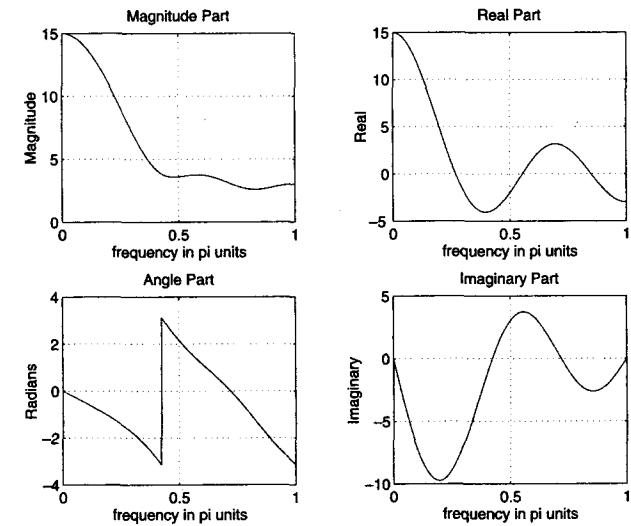 Magnitude Part
15
10
5
0
Magnitude
0 0.5 1
frequency in pi units
Real Part
15
10
5
0
-5
Real
0 0.5 1
frequency in pi units
Angle Part
4
2
0
-2
-4
Radians
0 0.5 1
frequency in pi units
Imaginary Part
5
0
-5
-10
Imaginary
0 0.5 1
frequency in pi units